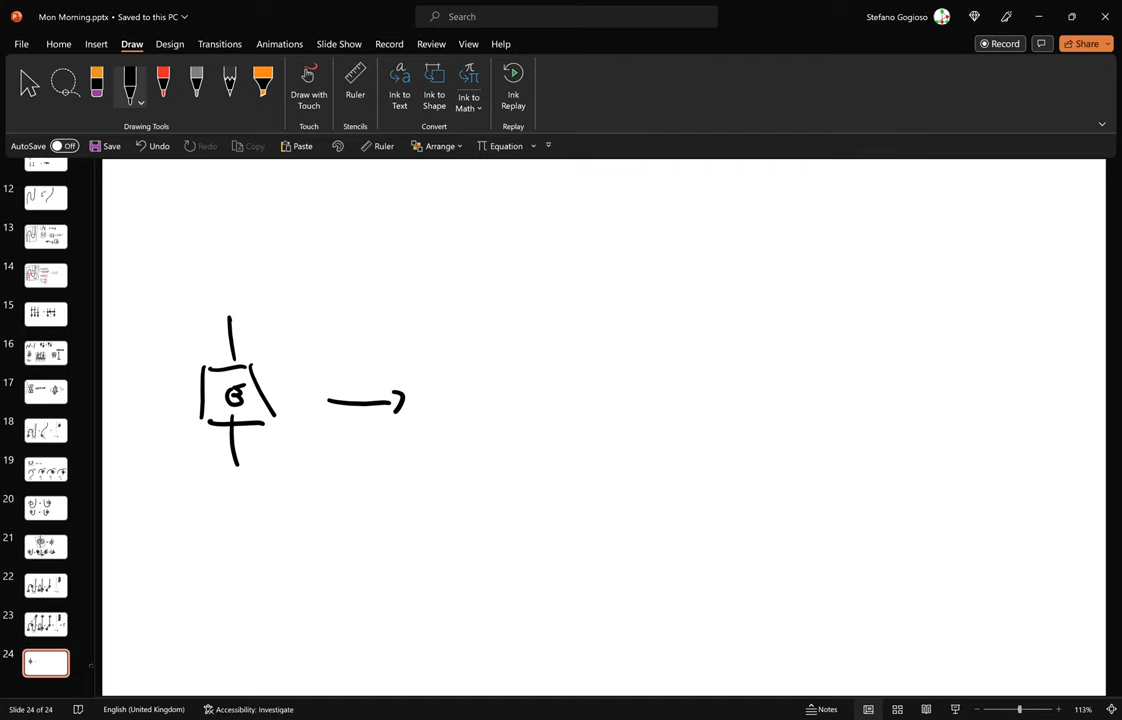 Mon Morning.pptx • Saved to this PC
Search
Stefano Gogioso
File Home Insert Draw Design Transitions Animations Slide Show Record Review View Help
Record
Share
Draw with Touch
Ruler
Ink to Text
Ink to Shape
Ink to Math
Ink Replay
Drawing Tools
Touch
Stencils
Convert
Replay
AutoSave Off Save Undo Redo Copy Paste Ruler Arrange Equation
12
13
14
15
16
17
18
19
20
21
22
23
24
Slide 24 of 24 English (United Kingdom) Accessibility: Investigate Notes 113%